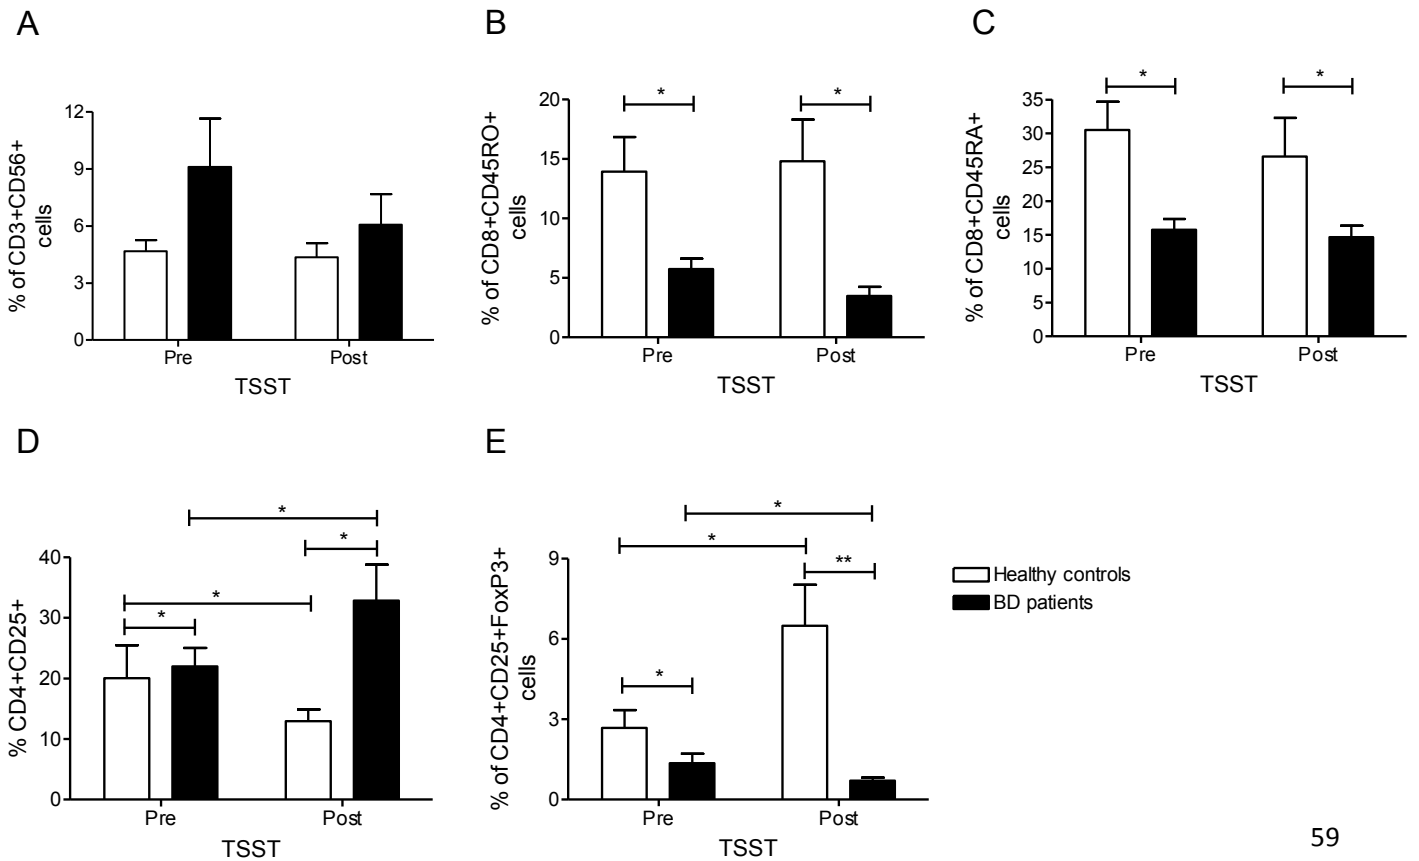 A
% of CD3+CD56+
cells
12
9
6
3
0
Pre
Post
TSST
B
% of CD8+CD45RO+
cells
20
15
10
5
0
*
*
Pre
Post
TSST
C
% of CD8+CD45RA+
cells
35
30
25
20
15
10
5
0
*
*
Pre
Post
TSST
D
% CD4+CD25+
40
30
20
10
0
*
*
*
*
Pre
Post
TSST
E
% of CD4+CD25+FoxP3+
cells
9
6
3
0
*
*
**
*
Pre
Post
TSST
Healthy controls
BD patients
59